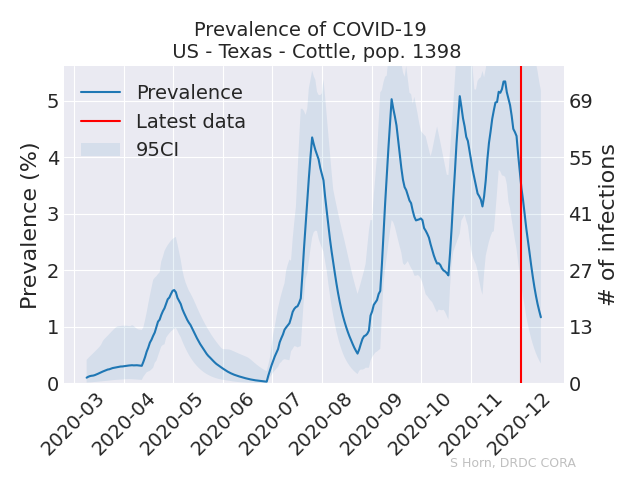 Prevalence of COVID-19
US - Texas - Cottle, pop. 1398
Prevalence
Latest data
95CI
Prevalence (%)
5
4
3
2
1
0
69
55
41
27
13
0
# of infections
2020-03
2020-04
2020-05
2020-06
2020-07
2020-08
2020-09
2020-10
2020-11
2020-12
S Horn, DRDC CORA